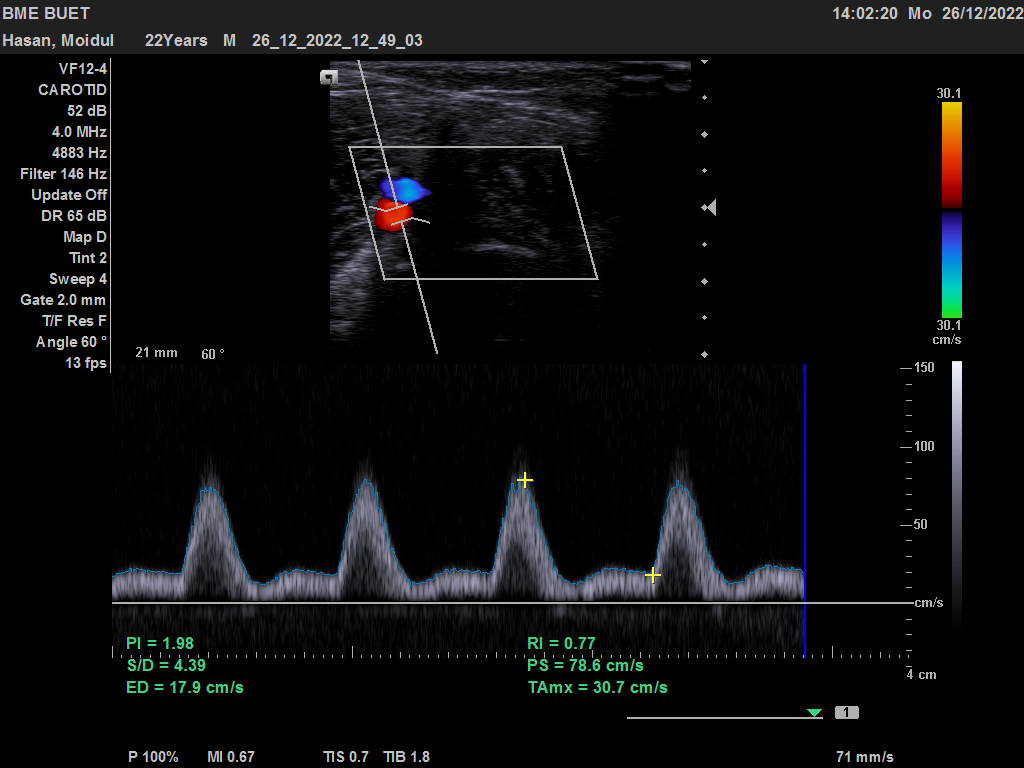 BME BUET
14:02:20 Mo 26/12/2022
Hasan, Moidul 22Years M 26_12_2022_12_49_03
VF12-4
CAROTID
52 dB
4.0 MHz
4883 Hz
Filter 146 Hz
Update Off
DR 65 dB
Map D
Tint 2
Sweep 4
Gate 2.0 mm
T/F Res F
Angle 60 °
13 fps
21 mm 60 °
30.1
30.1
cm/s
150
100
50
cm/s
4 cm
PI = 1.98
S/D = 4.39
ED = 17.9 cm/s
RI = 0.77
PS = 78.6 cm/s
TAmx = 30.7 cm/s
1
P 100% MI 0.67 TIS 0.7 TIB 1.8 71 mm/s